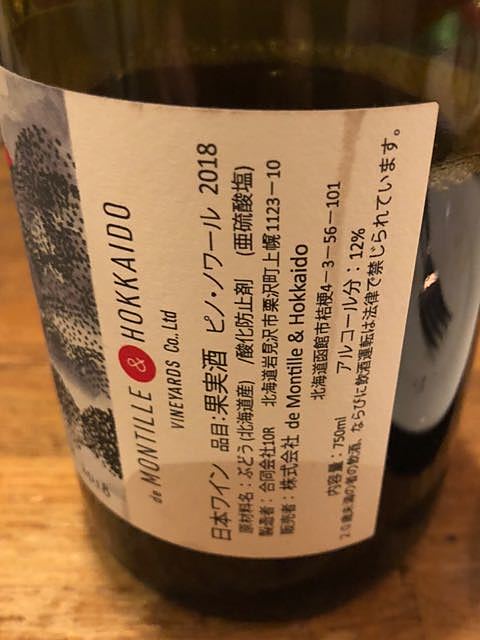 de MONTILLE & HOKKAIDO
VINEYARDS Co., Ltd
日本ワイン 品目:果実酒 ピノ・ノワール 2018
原材料名:ぶどう(北海道産)/酸化防止剤 (亜硫酸塩)
製造者: 合同会社10R 北海道岩見沢市栗沢町上幌1123-10
販売者:株式会社 de Montille & Hokkaido
北海道函館市桔梗4-3-56-101
内容量:750ml アルコール分:12%
20歳未満の者の飲酒、ならびに飲酒運転は法律で禁じられています。